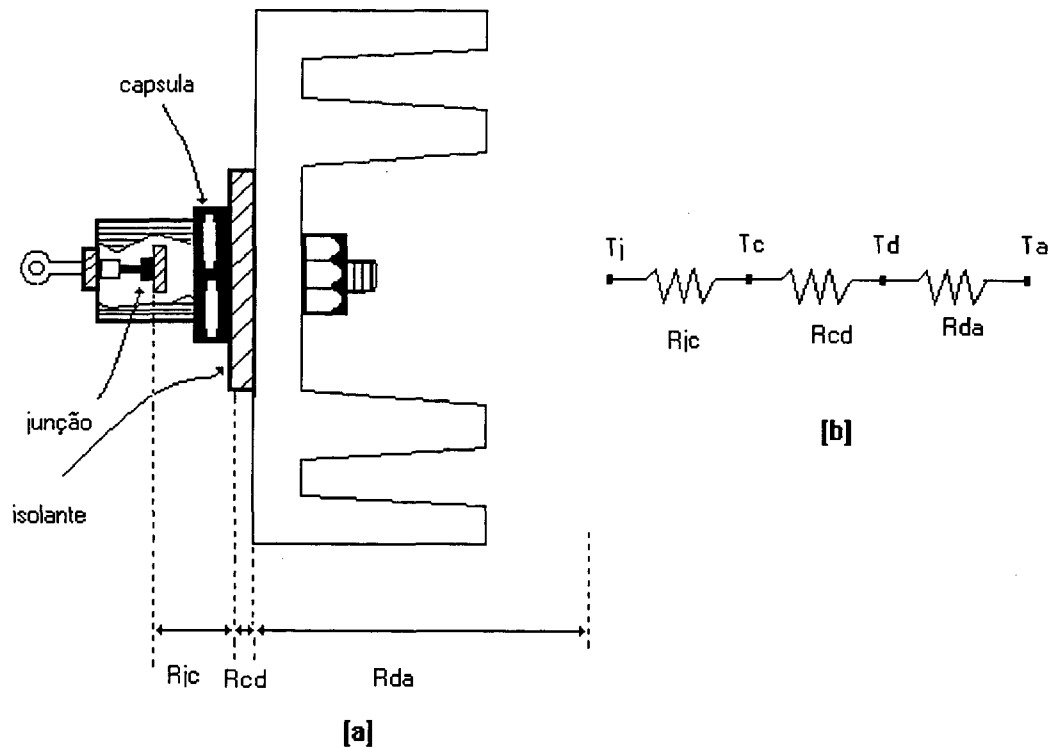 capsula
junção
isolante
Rjc
Rcd
Rda
[a]
Tj
Tc
Td
Ta
Rjc
Rcd
Rda
[b]